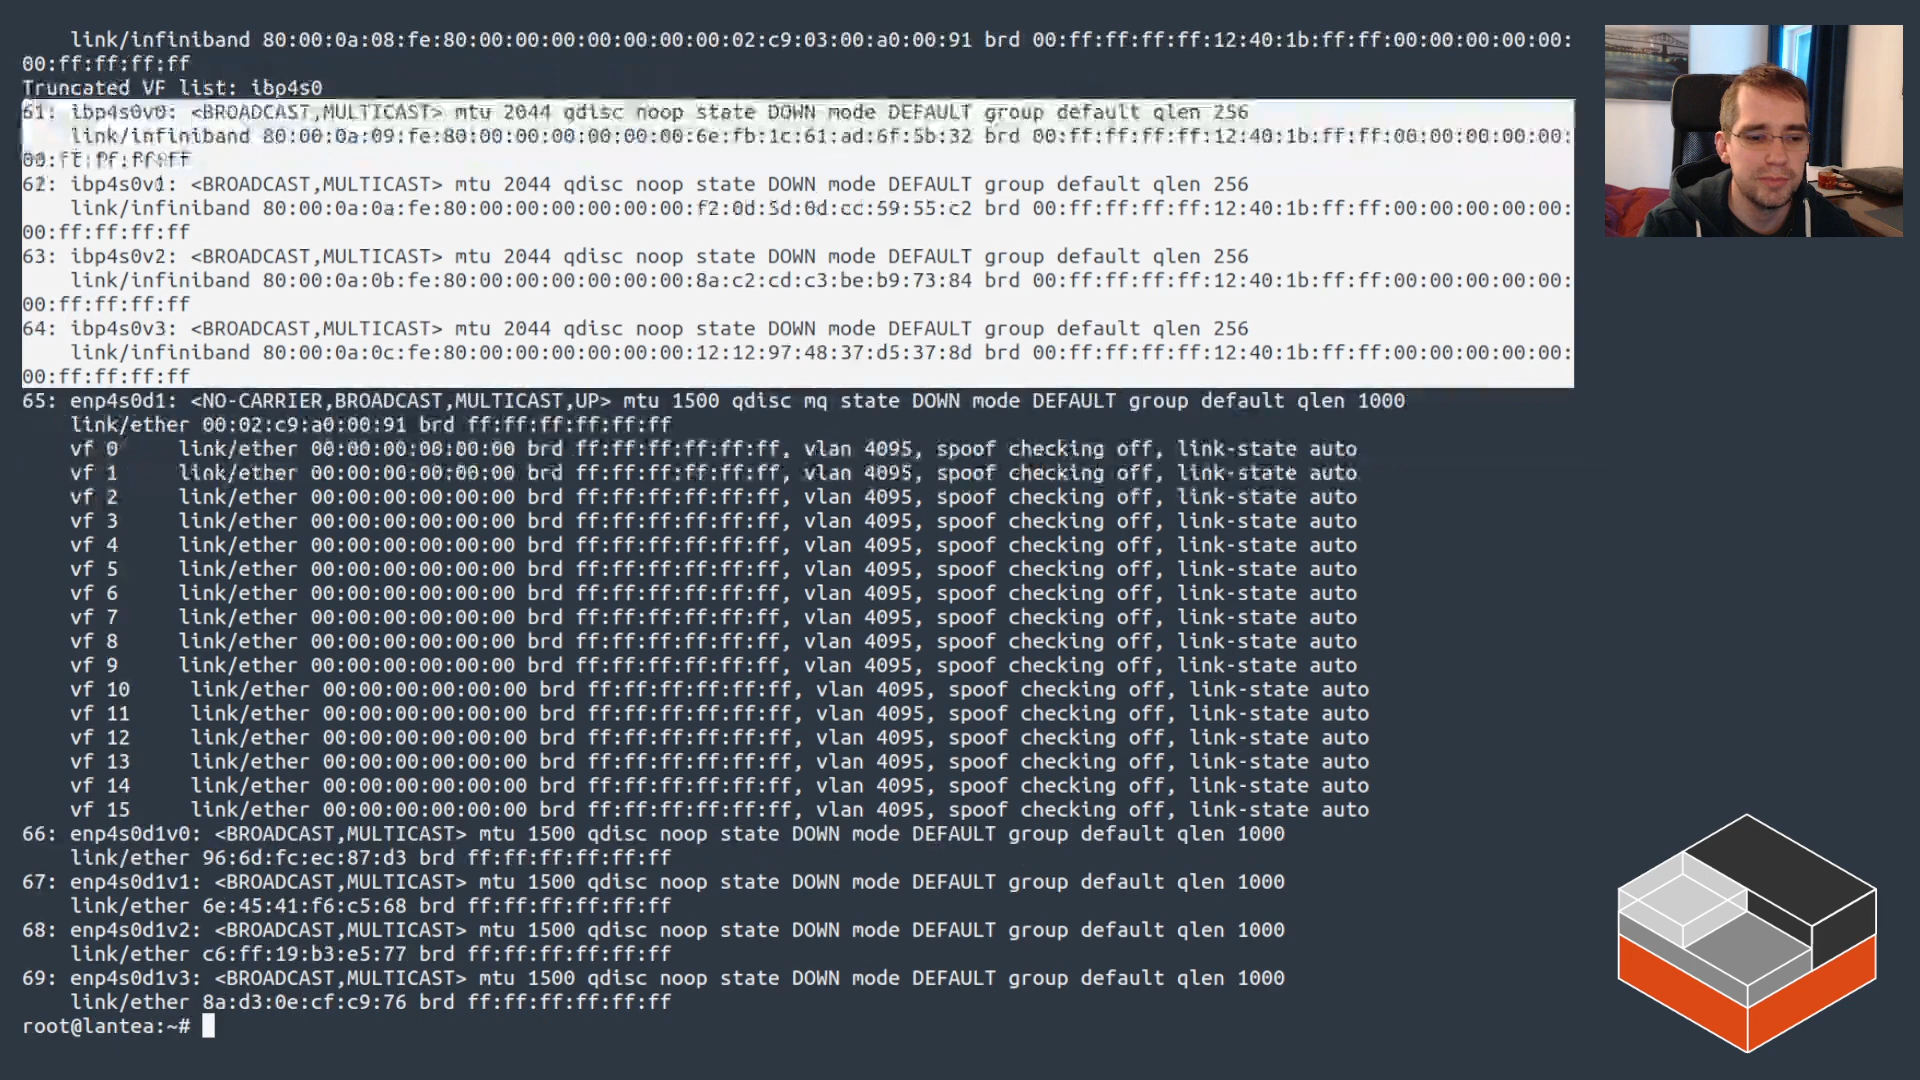 link/infiniband 80:00:0a:08:fe:80:00:00:00:00:00:00:00:02:c9:03:00:a0:00:91 brd 00:ff:ff:ff:ff:12:40:1b:ff:ff:00:00:00:00:00:
00:ff:ff:ff:ff
Truncated VF list: ibp4s0
61: ibp4s0v0: <BROADCAST,MULTICAST> mtu 2044 qdisc noop state DOWN mode DEFAULT group default qlen 256
link/infiniband 80:00:0a:09:fe:80:00:00:00:00:00:00:6e:fb:1c:61:ad:6f:5b:32 brd 00:ff:ff:ff:ff:12:40:1b:ff:ff:00:00:00:00:00:
00:ff:ff:ff:ff
62: ibp4s0v1: <BROADCAST,MULTICAST> mtu 2044 qdisc noop state DOWN mode DEFAULT group default qlen 256
link/infiniband 80:00:0a:0a:fe:80:00:00:00:00:00:00:f2:0d:5d:0d:cc:59:55:c2 brd 00:ff:ff:ff:ff:12:40:1b:ff:ff:00:00:00:00:00:
00:ff:ff:ff:ff
63: ibp4s0v2: <BROADCAST,MULTICAST> mtu 2044 qdisc noop state DOWN mode DEFAULT group default qlen 256
link/infiniband 80:00:0a:0b:fe:80:00:00:00:00:00:00:8a:c2:cd:c3:be:b9:73:84 brd 00:ff:ff:ff:ff:12:40:1b:ff:ff:00:00:00:00:00:
00:ff:ff:ff:ff
64: ibp4s0v3: <BROADCAST,MULTICAST> mtu 2044 qdisc noop state DOWN mode DEFAULT group default qlen 256
link/infiniband 80:00:0a:0c:fe:80:00:00:00:00:00:00:12:12:97:48:37:d5:37:8d brd 00:ff:ff:ff:ff:12:40:1b:ff:ff:00:00:00:00:00:
00:ff:ff:ff:ff
65: enp4s0d1: <NO-CARRIER,BROADCAST,MULTICAST,UP> mtu 1500 qdisc mq state DOWN mode DEFAULT group default qlen 1000
link/ether 00:02:c9:a0:00:91 brd ff:ff:ff:ff:ff:ff
vf 0 link/ether 00:00:00:00:00:00 brd ff:ff:ff:ff:ff:ff, vlan 4095, spoof checking off, link-state auto
vf 1 link/ether 00:00:00:00:00:00 brd ff:ff:ff:ff:ff:ff, vlan 4095, spoof checking off, link-state auto
vf 2 link/ether 00:00:00:00:00:00 brd ff:ff:ff:ff:ff:ff, vlan 4095, spoof checking off, link-state auto
vf 3 link/ether 00:00:00:00:00:00 brd ff:ff:ff:ff:ff:ff, vlan 4095, spoof checking off, link-state auto
vf 4 link/ether 00:00:00:00:00:00 brd ff:ff:ff:ff:ff:ff, vlan 4095, spoof checking off, link-state auto
vf 5 link/ether 00:00:00:00:00:00 brd ff:ff:ff:ff:ff:ff, vlan 4095, spoof checking off, link-state auto
vf 6 link/ether 00:00:00:00:00:00 brd ff:ff:ff:ff:ff:ff, vlan 4095, spoof checking off, link-state auto
vf 7 link/ether 00:00:00:00:00:00 brd ff:ff:ff:ff:ff:ff, vlan 4095, spoof checking off, link-state auto
vf 8 link/ether 00:00:00:00:00:00 brd ff:ff:ff:ff:ff:ff, vlan 4095, spoof checking off, link-state auto
vf 9 link/ether 00:00:00:00:00:00 brd ff:ff:ff:ff:ff:ff, vlan 4095, spoof checking off, link-state auto
vf 10 link/ether 00:00:00:00:00:00 brd ff:ff:ff:ff:ff:ff, vlan 4095, spoof checking off, link-state auto
vf 11 link/ether 00:00:00:00:00:00 brd ff:ff:ff:ff:ff:ff, vlan 4095, spoof checking off, link-state auto
vf 12 link/ether 00:00:00:00:00:00 brd ff:ff:ff:ff:ff:ff, vlan 4095, spoof checking off, link-state auto
vf 13 link/ether 00:00:00:00:00:00 brd ff:ff:ff:ff:ff:ff, vlan 4095, spoof checking off, link-state auto
vf 14 link/ether 00:00:00:00:00:00 brd ff:ff:ff:ff:ff:ff, vlan 4095, spoof checking off, link-state auto
vf 15 link/ether 00:00:00:00:00:00 brd ff:ff:ff:ff:ff:ff, vlan 4095, spoof checking off, link-state auto
66: enp4s0d1v0: <BROADCAST,MULTICAST> mtu 1500 qdisc noop state DOWN mode DEFAULT group default qlen 1000
link/ether 96:6d:fc:ec:87:d3 brd ff:ff:ff:ff:ff:ff
67: enp4s0d1v1: <BROADCAST,MULTICAST> mtu 1500 qdisc noop state DOWN mode DEFAULT group default qlen 1000
link/ether 6e:45:41:f6:c5:68 brd ff:ff:ff:ff:ff:ff
68: enp4s0d1v2: <BROADCAST,MULTICAST> mtu 1500 qdisc noop state DOWN mode DEFAULT group default qlen 1000
link/ether c6:ff:19:b3:e5:77 brd ff:ff:ff:ff:ff:ff
69: enp4s0d1v3: <BROADCAST,MULTICAST> mtu 1500 qdisc noop state DOWN mode DEFAULT group default qlen 1000
link/ether 8a:d3:0e:cf:c9:76 brd ff:ff:ff:ff:ff:ff
root@lantea:~#